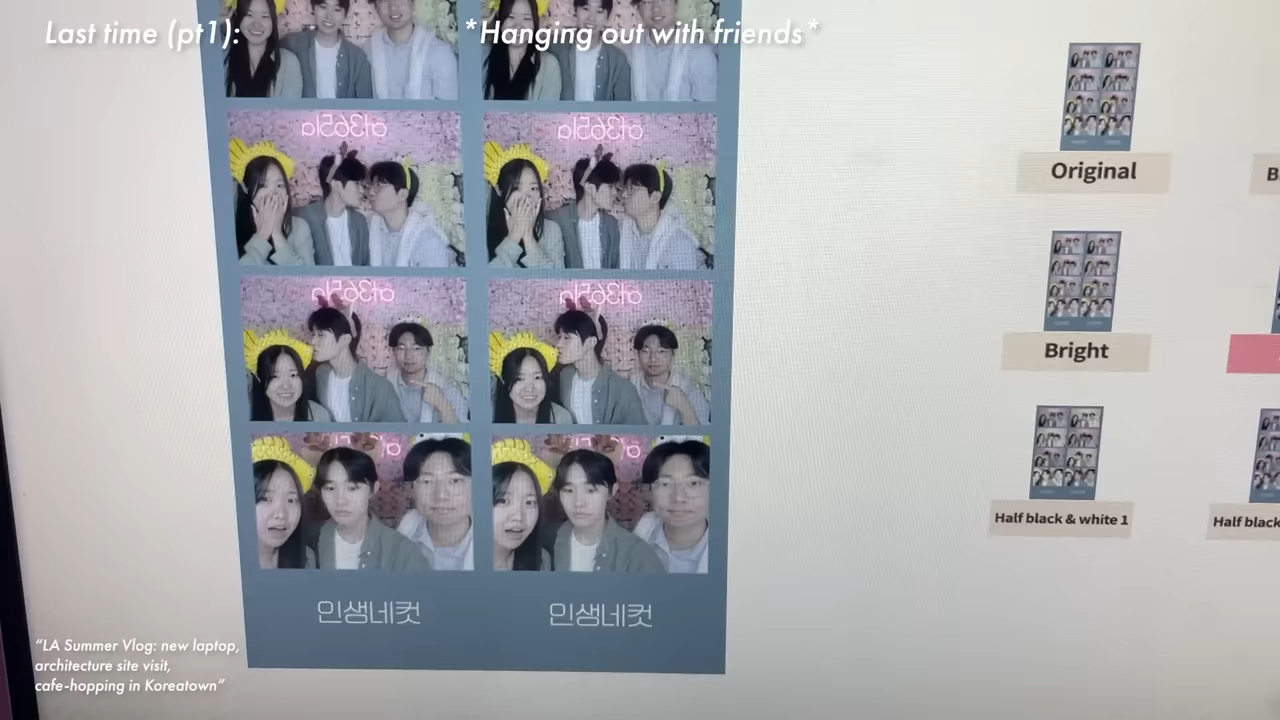 Last time (pt1):
*Hanging out with friends*
Original
B
Bright
Half black & white 1
Half black
인생네컷
인생네컷
"LA Summer Vlog: new laptop,
architecture site visit,
cafe-hopping in Koreatown"